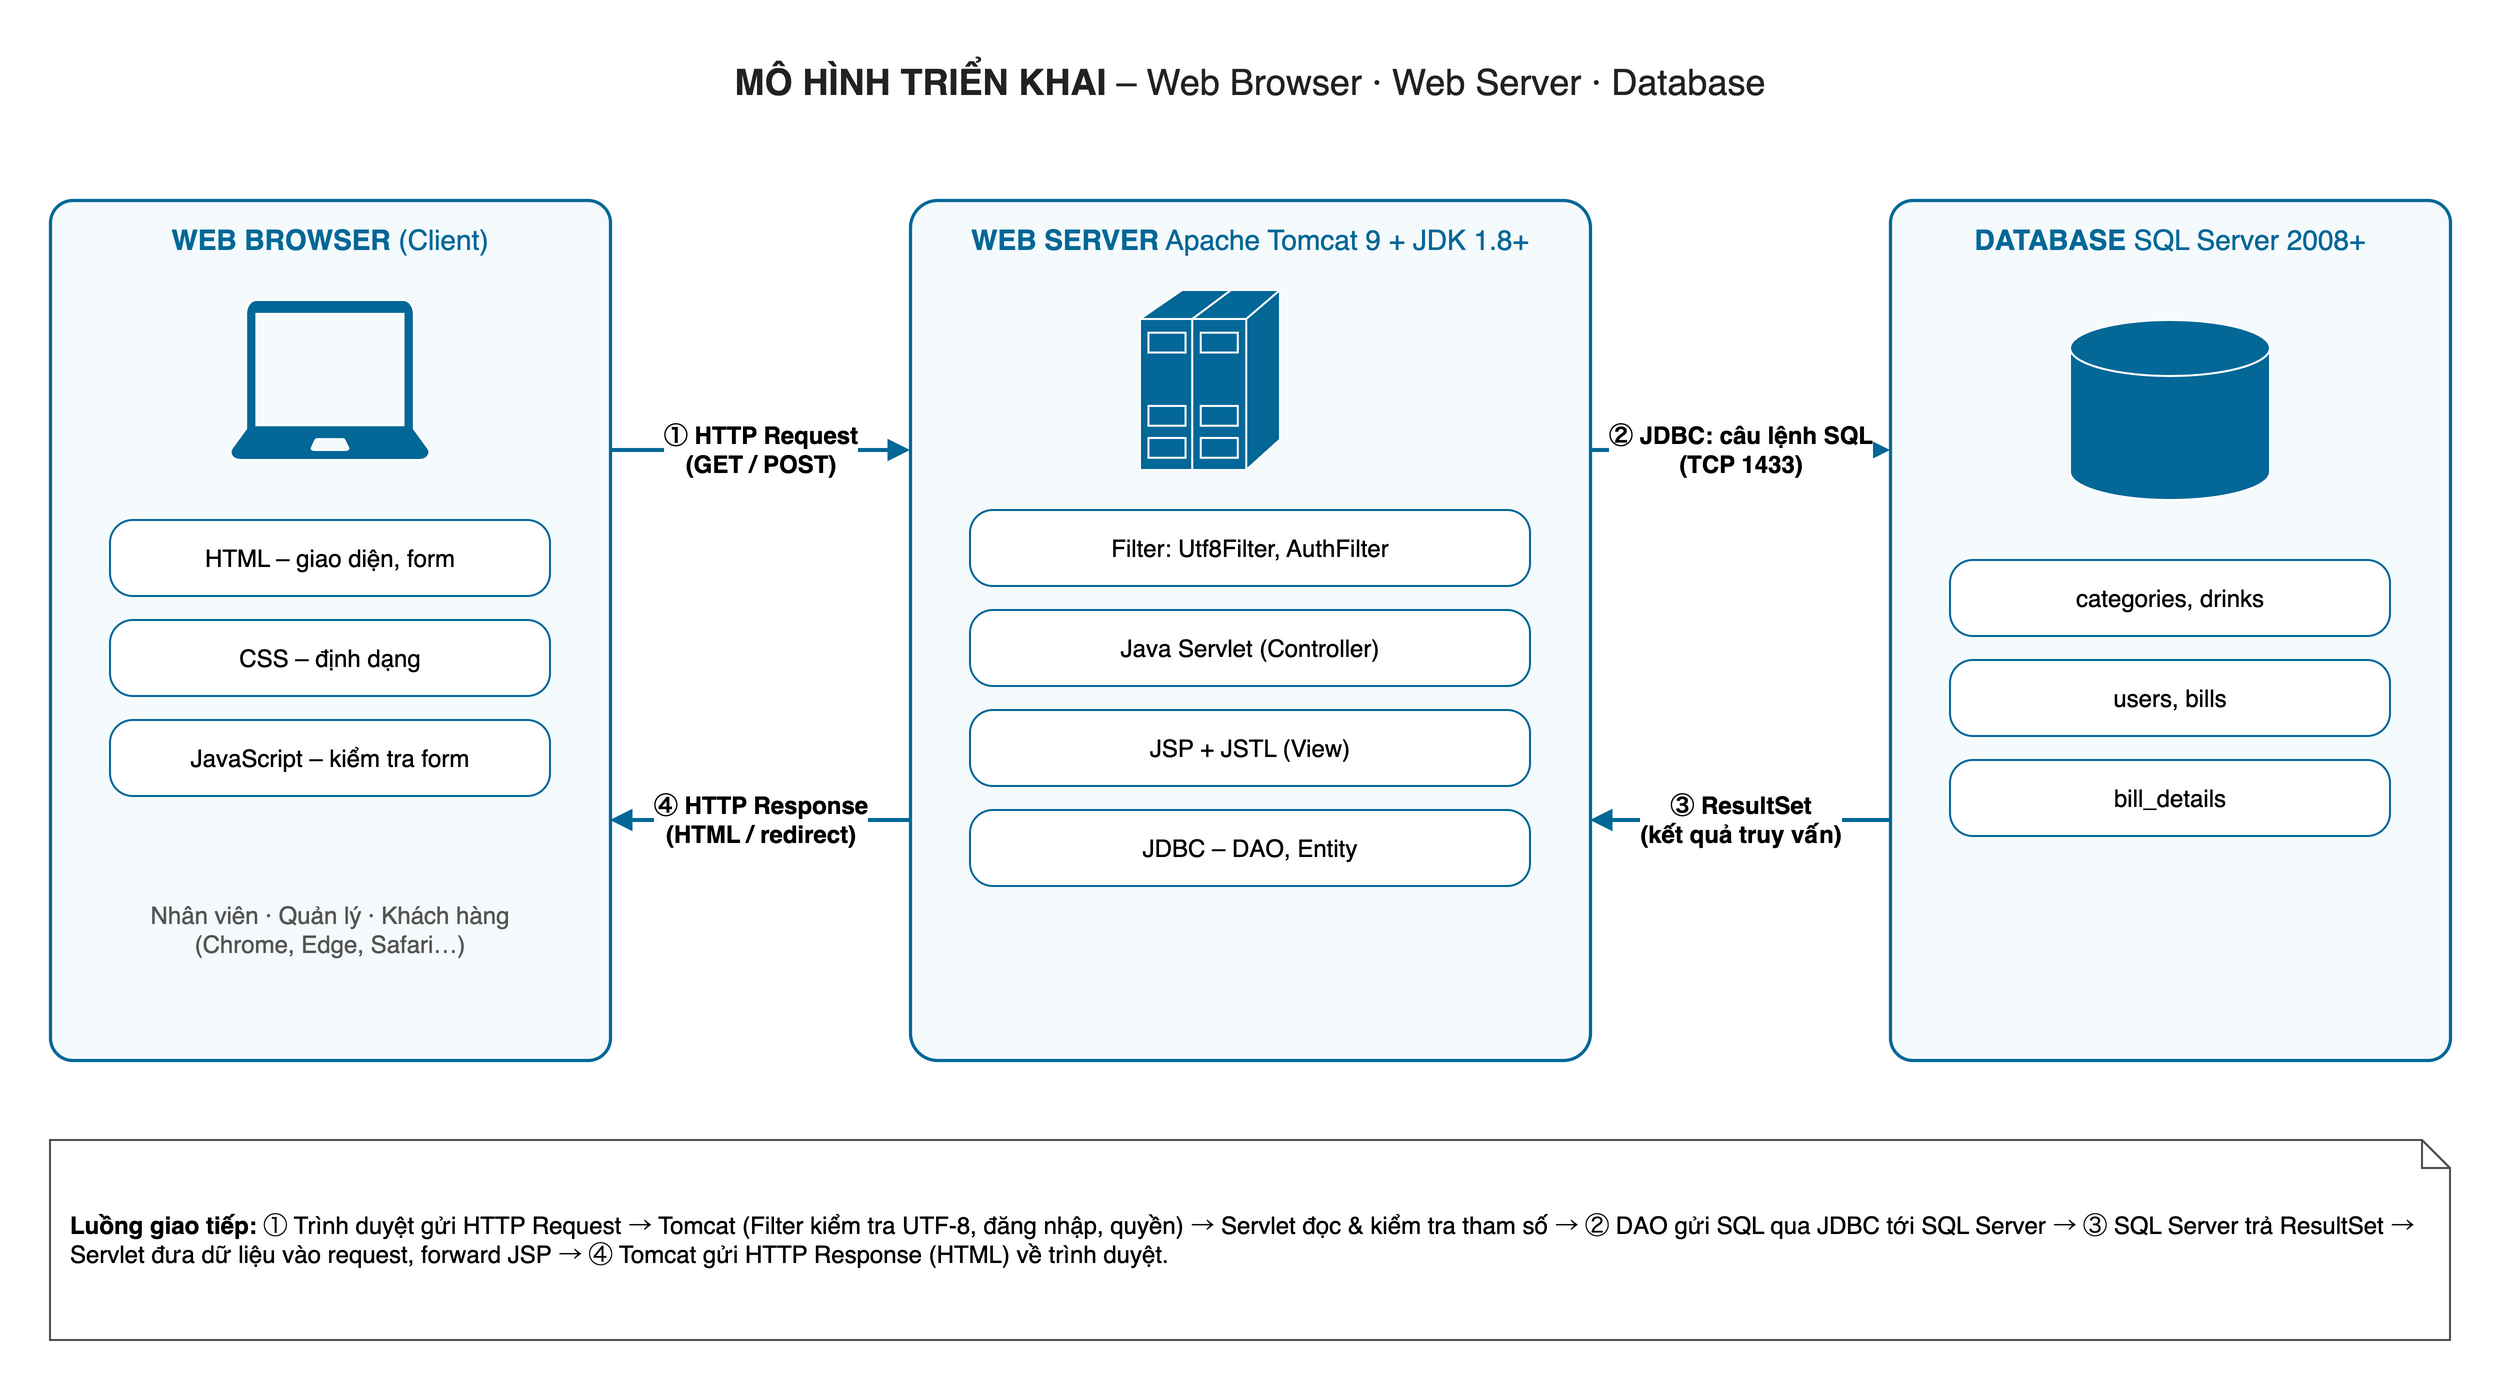 MÔ HÌNH TRIỂN KHAI – Web Browser · Web Server · Database
WEB BROWSER (Client)
HTML – giao diện, form
CSS – định dạng
JavaScript – kiểm tra form
Nhân viên · Quản lý · Khách hàng
(Chrome, Edge, Safari…)
① HTTP Request
(GET / POST)
④ HTTP Response
(HTML / redirect)
WEB SERVER Apache Tomcat 9 + JDK 1.8+
Filter: Utf8Filter, AuthFilter
Java Servlet (Controller)
JSP + JSTL (View)
JDBC – DAO, Entity
② JDBC: câu lệnh SQL
(TCP 1433)
③ ResultSet
(kết quả truy vấn)
DATABASE SQL Server 2008+
categories, drinks
users, bills
bill_details
Luồng giao tiếp: ① Trình duyệt gửi HTTP Request → Tomcat (Filter kiểm tra UTF-8, đăng nhập, quyền) → Servlet đọc & kiểm tra tham số → ② DAO gửi SQL qua JDBC tới SQL Server → ③ SQL Server trả ResultSet →
Servlet đưa dữ liệu vào request, forward JSP → ④ Tomcat gửi HTTP Response (HTML) về trình duyệt.